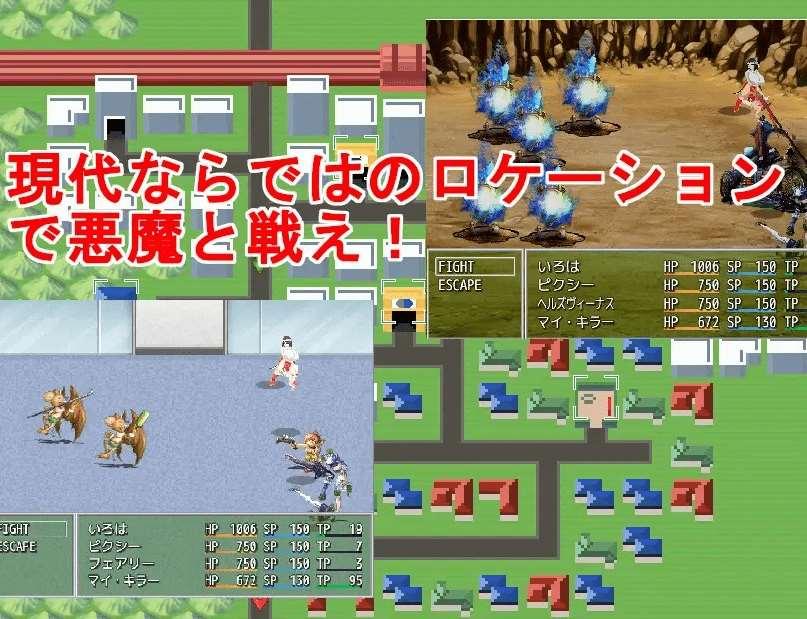 現代ならではのロケーション
で悪魔と戦え！
FIGHT
ESCAPE
いろは HP 1006 SP 150 TP
ピクシー HP 750 SP 150 TP
ヘルズヴィーナス HP 750 SP 150 TP
マイ・キラー HP 672 SP 130 TP
FIGHT
ESCAPE
いろは HP 1006 SP 150 TP 19
ピクシー HP 750 SP 150 TP 7
フェアリー HP 750 SP 150 TP 3
マイ・キラー HP 672 SP 130 TP 95